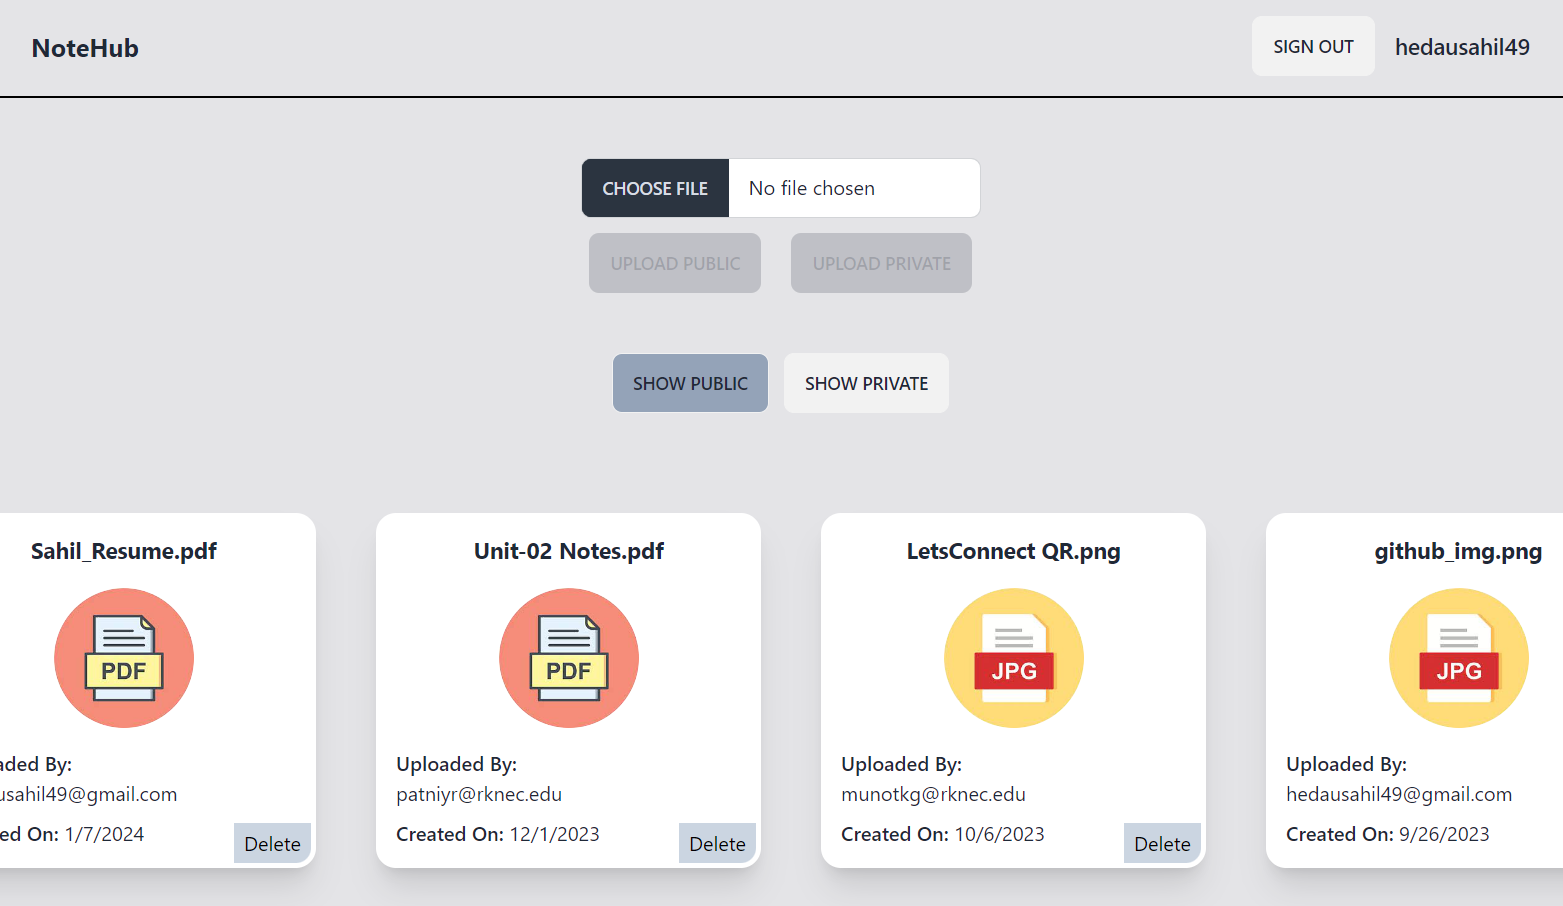 NoteHub
SIGN OUT
hedausahil49
CHOOSE FILE
No file chosen
UPLOAD PUBLIC
UPLOAD PRIVATE
SHOW PUBLIC
SHOW PRIVATE
Sahil_Resume.pdf
PDF
aded By:
usahil49@gmail.com
ed On: 1/7/2024
Delete
Unit-02 Notes.pdf
PDF
Uploaded By:
patniyr@rknec.edu
Created On: 12/1/2023
Delete
LetsConnect QR.png
JPG
Uploaded By:
munotkg@rknec.edu
Created On: 10/6/2023
Delete
github_img.png
JPG
Uploaded By:
hedausahil49@gmail.com
Created On: 9/26/2023